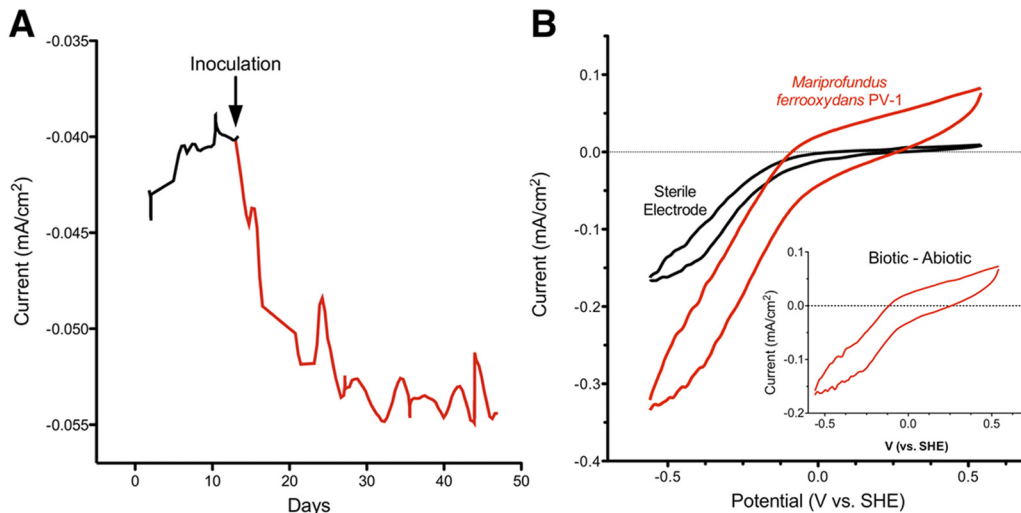 A
-0.035
-0.040
-0.045
-0.050
-0.055
Current (mA/cm²)
Inoculation
0
10
20
30
40
50
Days
B
0.1
0.0
-0.1
-0.2
-0.3
-0.4
Current (mA/cm²)
Mariprofundus
ferrooxydans PV-1
Sterile
Electrode
-0.5
0.0
0.5
Potential (V vs. SHE)
Biotic - Abiotic
0.1
0.0
-0.1
-0.2
Current (mA/cm²)
-0.5
0.0
0.5
V (vs. SHE)